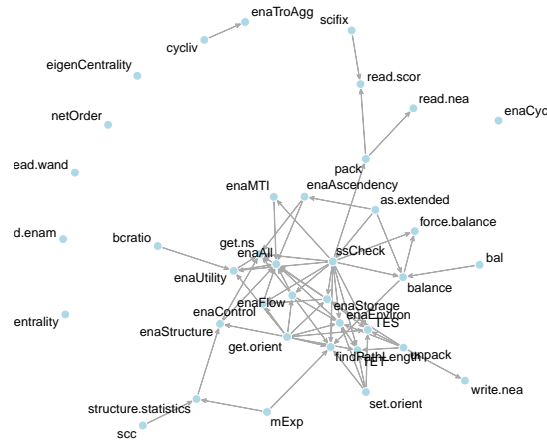 enaTroAgg
scifix
cycliv
eigenCentrality
read.scor
read.nea
netOrder
enaCyc
ead.wand
pack
enaMTI
enaAscendency
as.extended
d.enam
bcratio
get.ns
enaAll
ssCheck
force.balance
bal
enaUtility
balance
entrality
enaControl
enaFlow
enaStorage
enaStructure
enaEnviron
TES
get.orient
findPathLength
TET
unpack
write.nea
structure.statistics
set.orient
mExp
scc